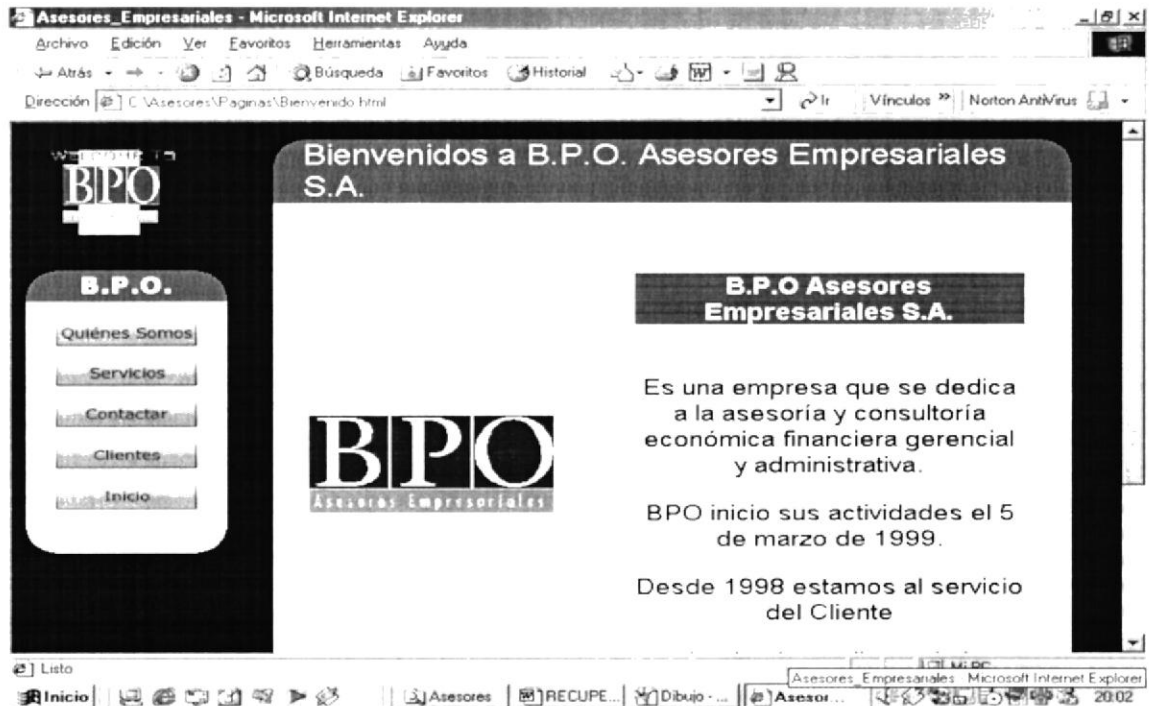 Asesores_Empresariales - Microsoft Internet Explorer
Archivo Edición Ver Favoritos Herramientas Ayuda
Atrás Búsqueda Favoritos Historial
Dirección C:\Asesores\Paginas\Bienvenido.html Ir Vínculos » Norton AntiVirus
WELCOME TO
BPO
Bienvenidos a B.P.O. Asesores Empresariales
S.A.
B.P.O.
Quiénes Somos
Servicios
Contactar
Clientes
Inicio
BPO
Asesores Empresariales
B.P.O Asesores
Empresariales S.A.
Es una empresa que se dedica
a la asesoría y consultoría
económica financiera gerencial
y administrativa.
BPO inicio sus actividades el 5
de marzo de 1999.
Desde 1998 estamos al servicio
del Cliente
Listo Mi PC
Asesores_Empresariales - Microsoft Internet Explorer
Inicio Asesores RECUPE... Dibujo - ... Asesor... 20:02